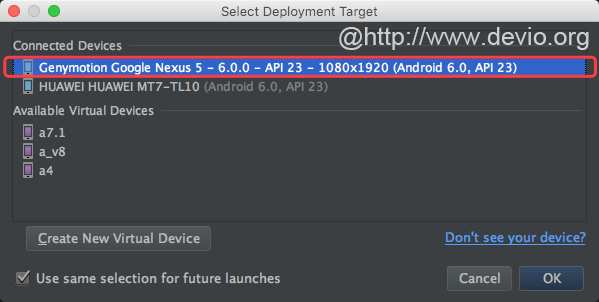 Select Deployment Target
@http://www.devio.org
Connected Devices
Genymotion Google Nexus 5 - 6.0.0 - API 23 - 1080x1920 (Android 6.0, API 23)
HUAWEI HUAWEI MT7-TL10 (Android 6.0, API 23)
Available Virtual Devices
a7.1
a_v8
a4
Create New Virtual Device
Don't see your device?
Use same selection for future launches
Cancel
OK